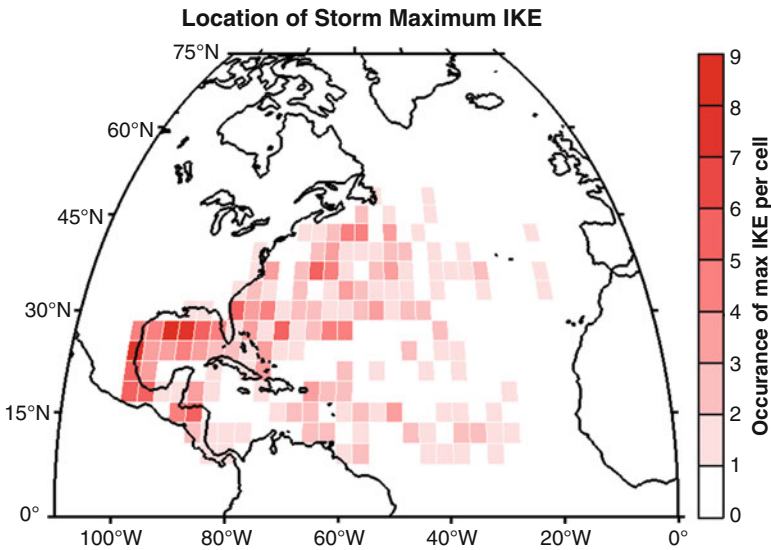 Location of Storm Maximum IKE
75°N
60°N
45°N
30°N
15°N
0°
100°W 80°W 60°W 40°W 20°W 0°
9
8
7
6
5
4
3
2
1
0
Occurance of max IKE per cell